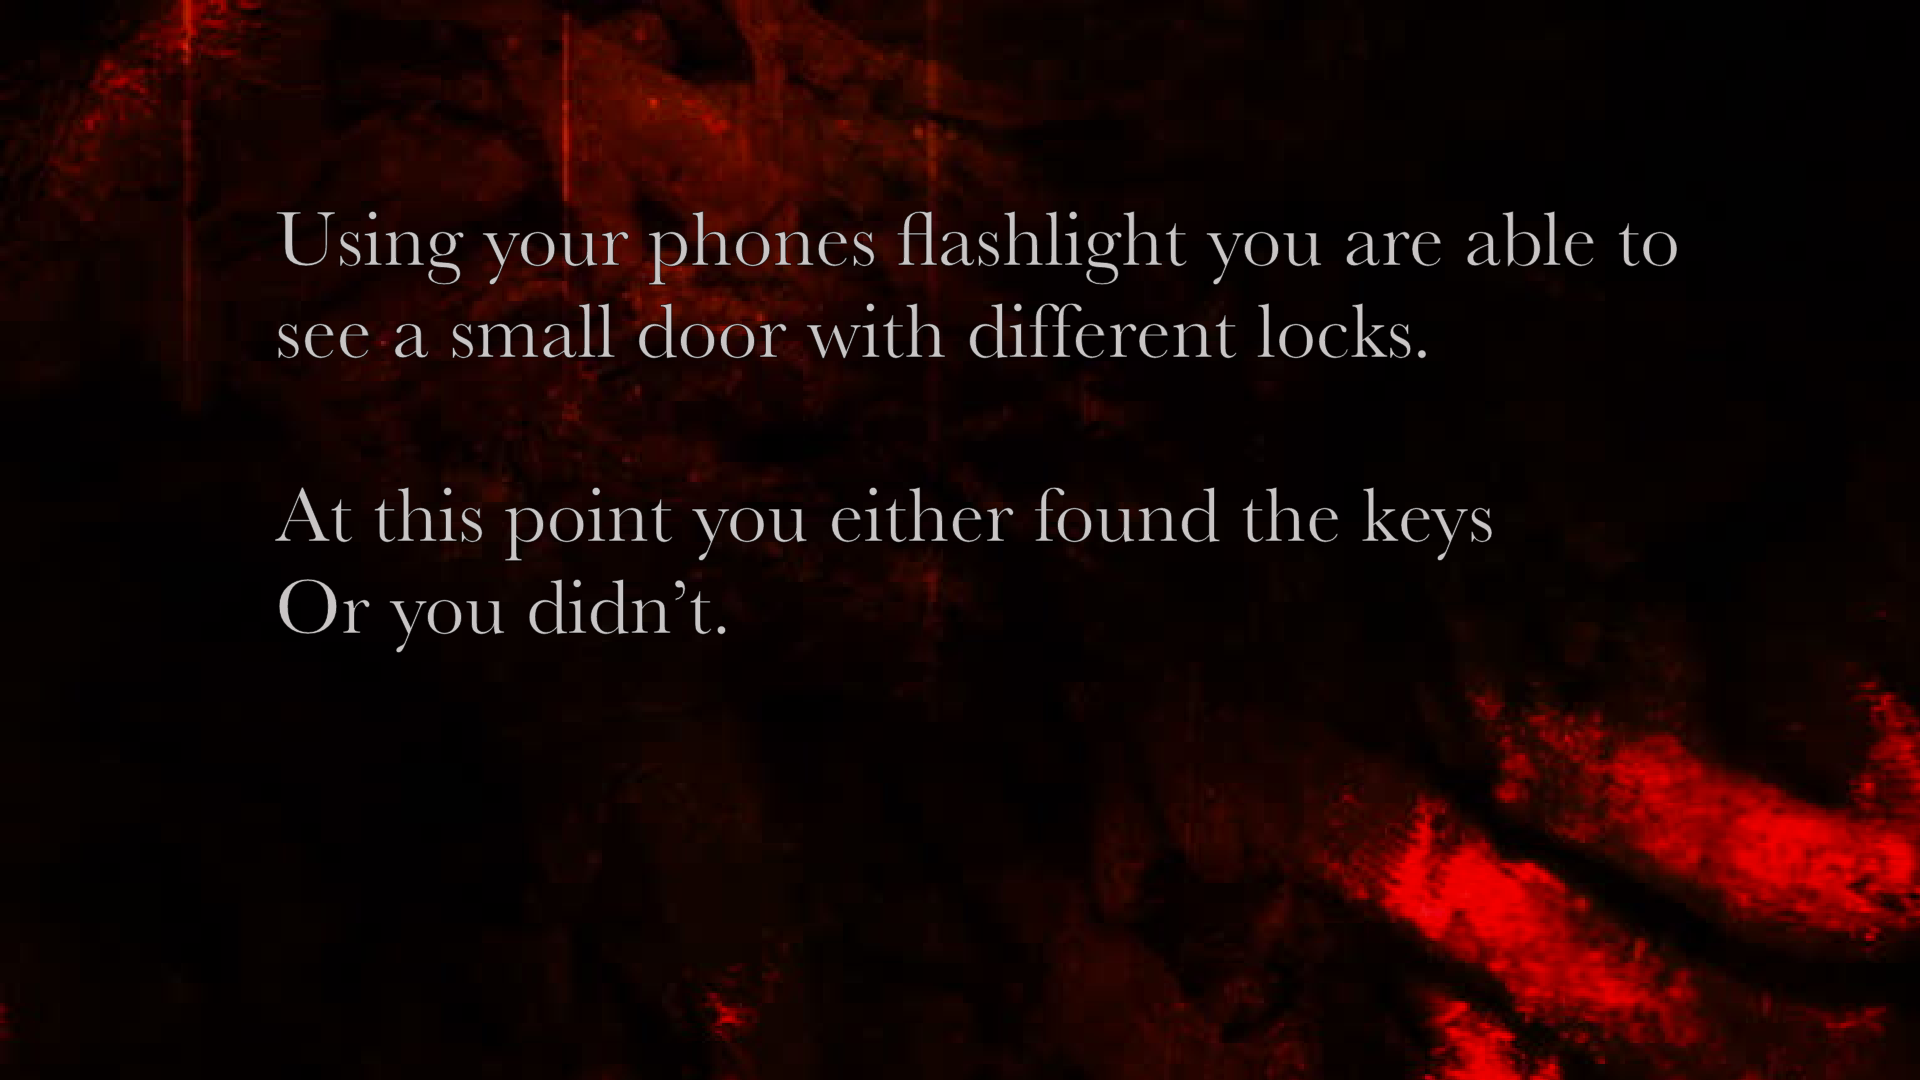 Using your phones flashlight you are able to
see a small door with different locks.
At this point you either found the keys
Or you didn’t.